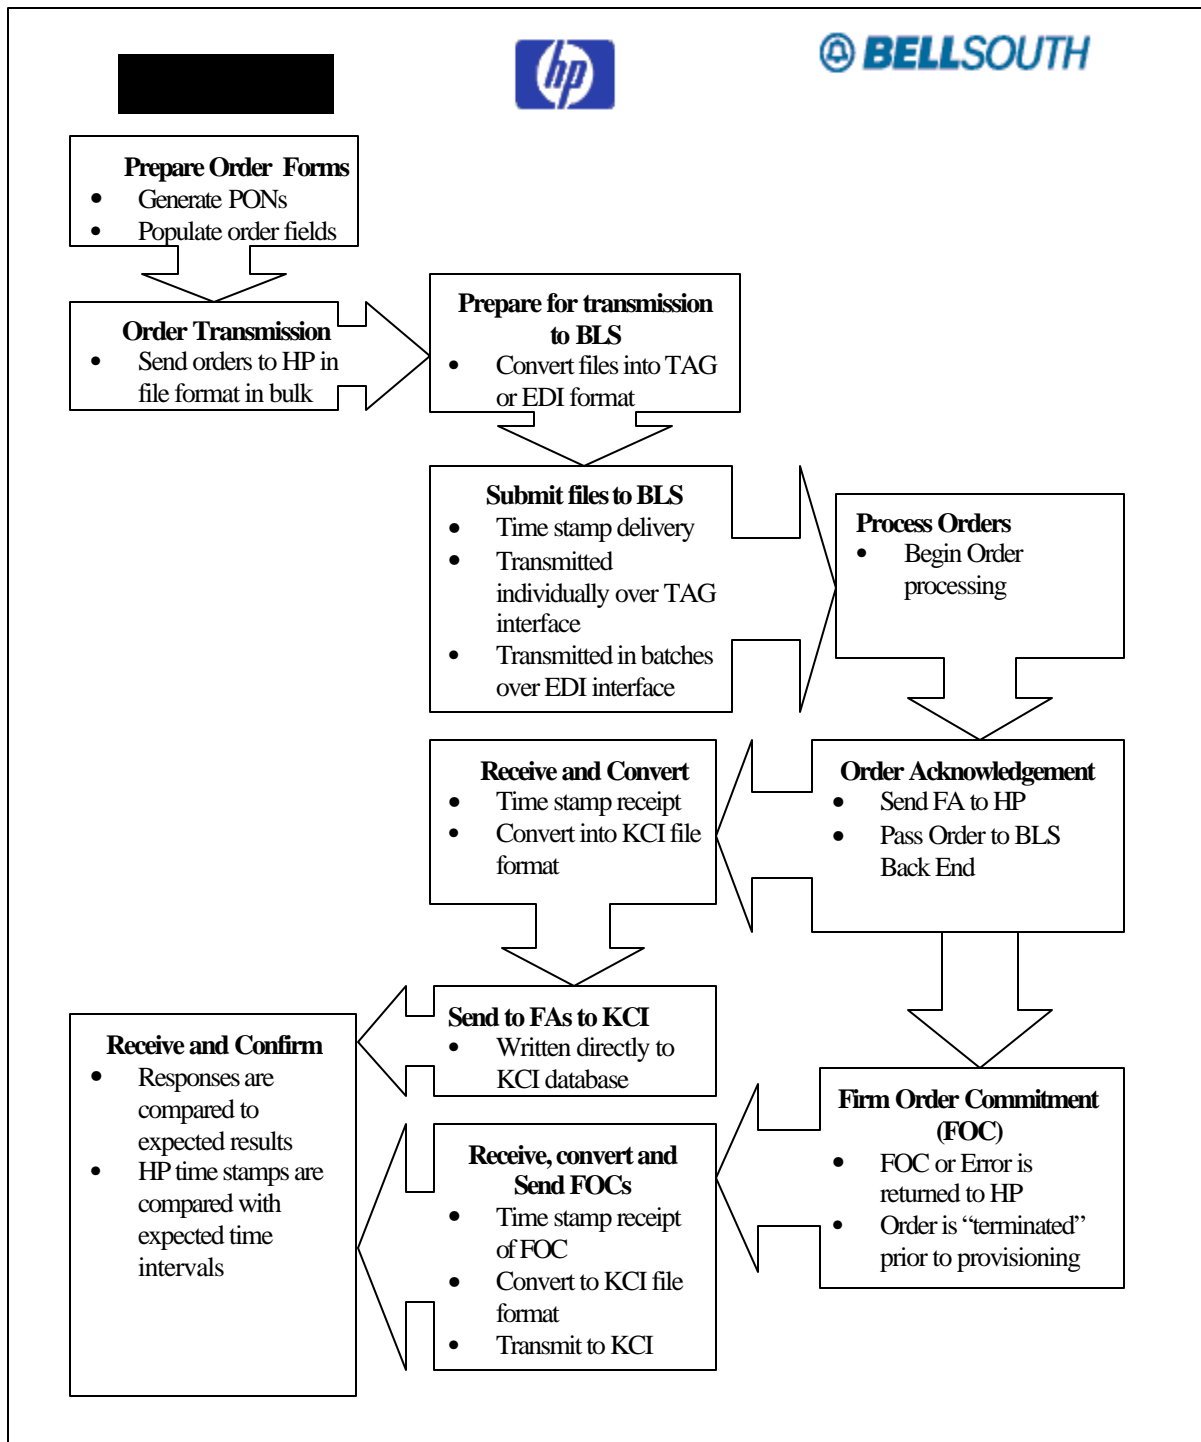 hp
BELLSOUTH
Prepare Order Forms
• Generate PONs
• Populate order fields
Order Transmission
• Send orders to HP in
file format in bulk
Prepare for transmission
to BLS
• Convert files into TAG
or EDI format
Submit files to BLS
• Time stamp delivery
• Transmitted
individually over TAG
interface
• Transmitted in batches
over EDI interface
Process Orders
• Begin Order
processing
Order Acknowledgement
• Send FA to HP
• Pass Order to BLS
Back End
Receive and Convert
• Time stamp receipt
• Convert into KCI file
format
Send to FAs to KCI
• Written directly to
KCI database
Firm Order Commitment
(FOC)
• FOC or Error is
returned to HP
• Order is “terminated”
prior to provisioning
Receive, convert and
Send FOCs
• Time stamp receipt
of FOC
• Convert to KCI file
format
• Transmit to KCI
Receive and Confirm
• Responses are
compared to
expected results
• HP time stamps are
compared with
expected time
intervals